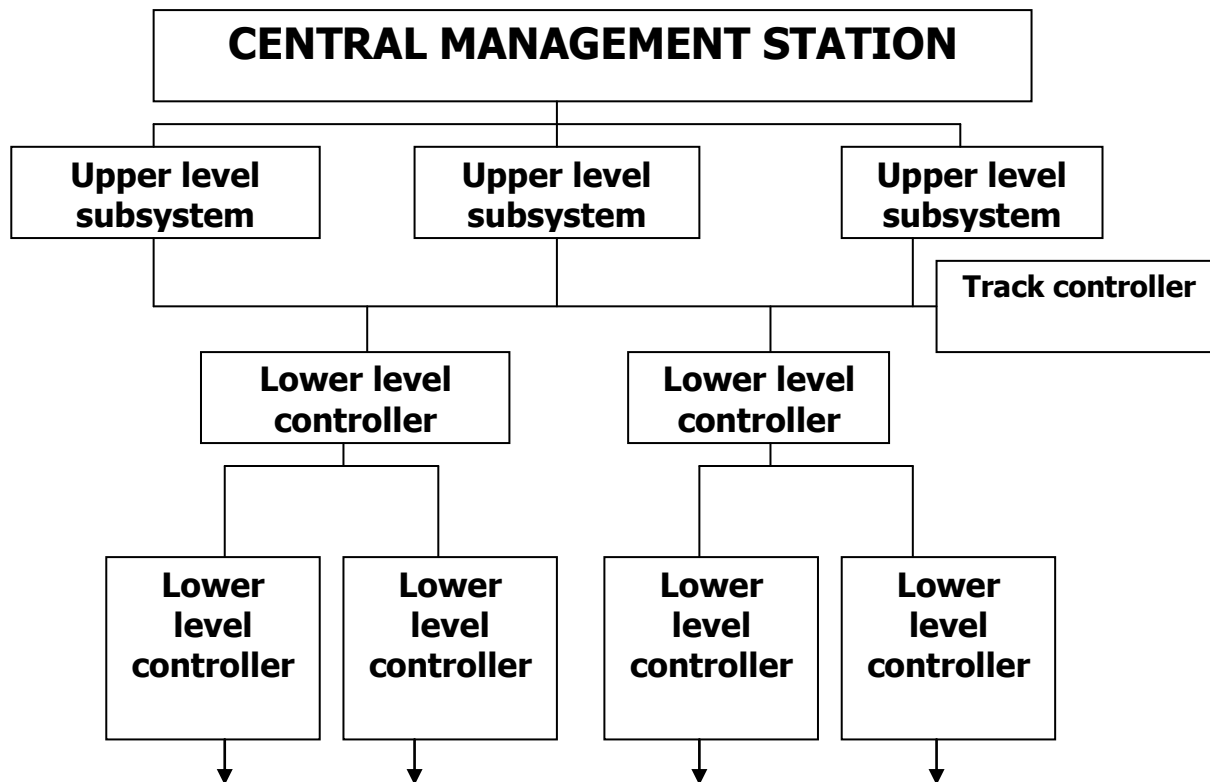 CENTRAL MANAGEMENT STATION
Upper level
subsystem
Upper level
subsystem
Upper level
subsystem
Track controller
Lower level
controller
Lower level
controller
Lower
level
controller
Lower
level
controller
Lower
level
controller
Lower
level
controller